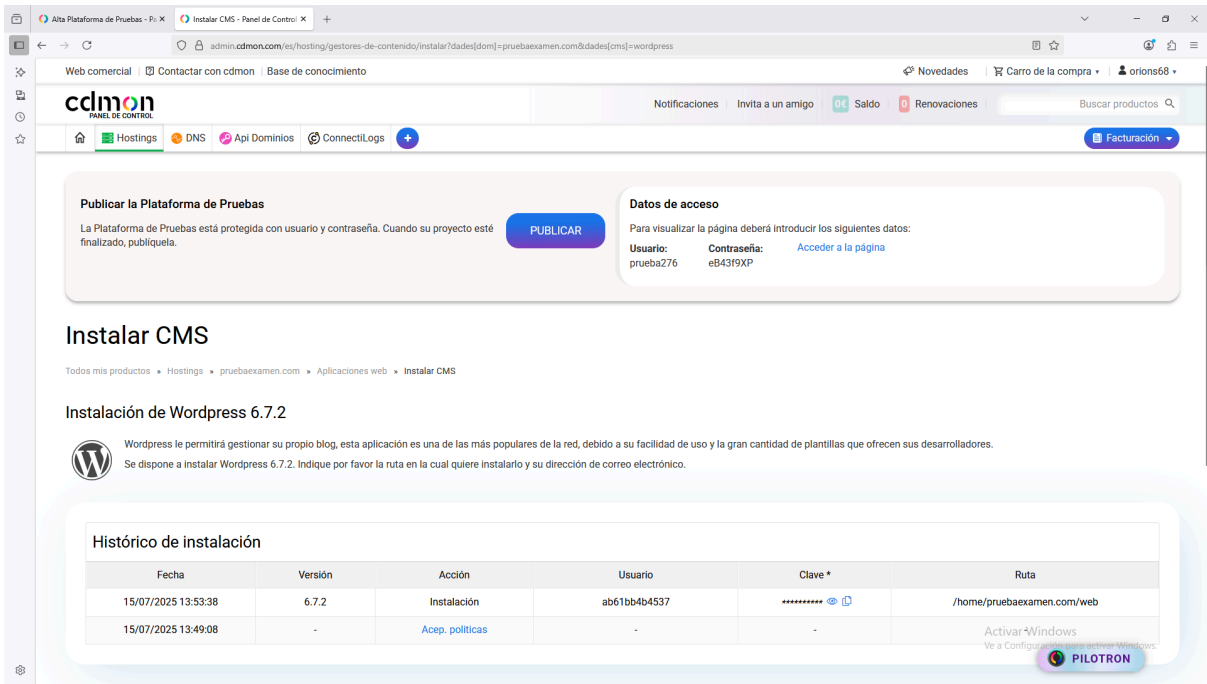 Alta Plataforma de Pruebas - Pa
Instalar CMS - Panel de Control
admin.cdmon.com/es/hosting/gestores-de-contenido/instalar?dades[dom]=pruebaexamen.com&dades[cms]=wordpress
Web comercial Contactar con cdmon Base de conocimiento Novedades Carro de la compra orions68
cdmon
PANEL DE CONTROL
Notificaciones Invita a un amigo 0€ Saldo 0 Renovaciones Buscar productos
Hostings DNS Api Dominios ConnectiLogs + Facturación
Publicar la Plataforma de Pruebas
La Plataforma de Pruebas está protegida con usuario y contraseña. Cuando su proyecto esté
finalizado, publíquela.
PUBLICAR
Datos de acceso
Para visualizar la página deberá introducir los siguientes datos:
Usuario: Contraseña: Acceder a la página
prueba276 eB43f9XP
Instalar CMS
Todos mis productos » Hostings » pruebaexamen.com » Aplicaciones web » Instalar CMS
Instalación de Wordpress 6.7.2
Wordpress le permitirá gestionar su propio blog, esta aplicación es una de las más populares de la red, debido a su facilidad de uso y la gran cantidad de plantillas que ofrecen sus desarrolladores.
Se dispone a instalar Wordpress 6.7.2. Indique por favor la ruta en la cual quiere instalarlo y su dirección de correo electrónico.
Histórico de instalación
Fecha Versión Acción Usuario Clave * Ruta
15/07/2025 13:53:38 6.7.2 Instalación ab61bb4b4537 ********** /home/pruebaexamen.com/web
15/07/2025 13:49:08 - Acep. politicas - - -
Activar Windows
Ve a Configuración para activar Windows.
PILOTRON